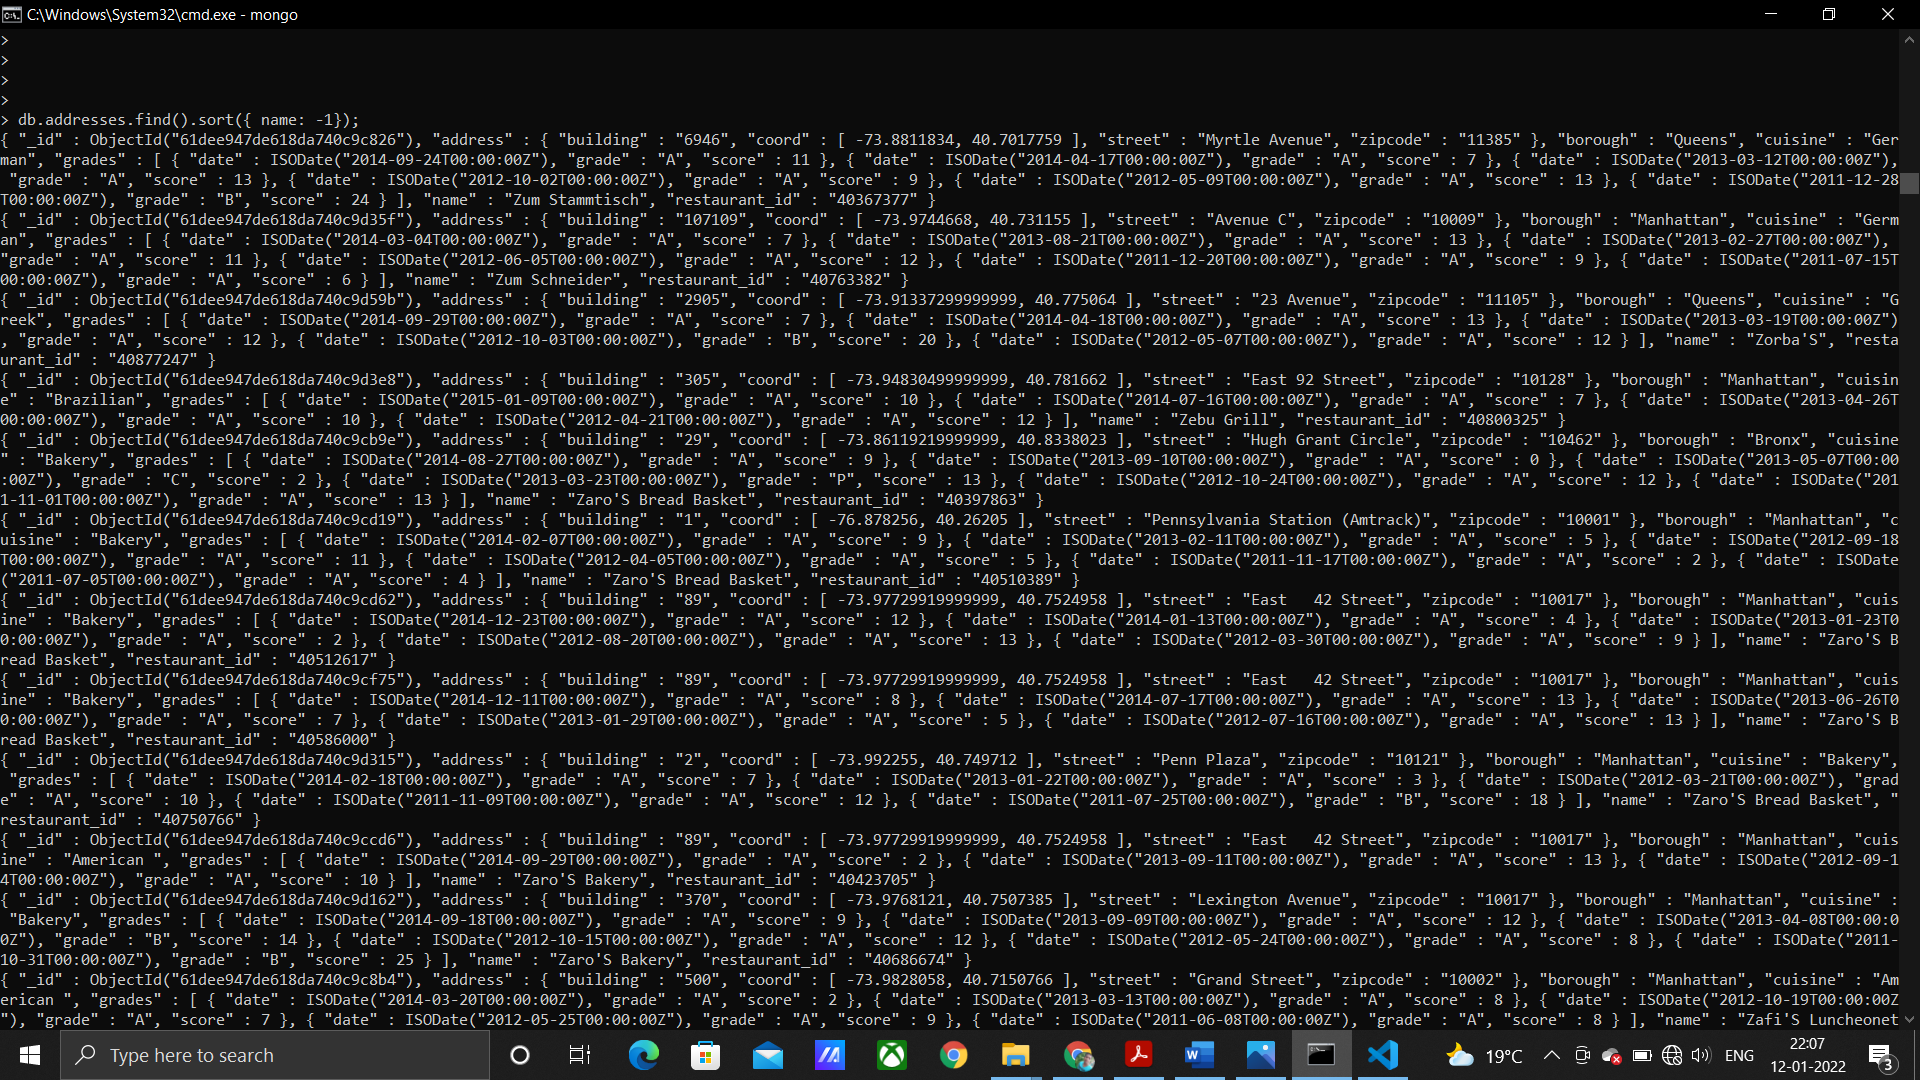 C:\Windows\System32\cmd.exe - mongo
>
>
>
>
> db.addresses.find().sort({ name: -1});
{ "_id" : ObjectId("61dee947de618da740c9c826"), "address" : { "building" : "6946", "coord" : [ -73.8811834, 40.7017759 ], "street" : "Myrtle Avenue", "zipcode" : "11385" }, "borough" : "Queens", "cuisine" : "Ger
man", "grades" : [ { "date" : ISODate("2014-09-24T00:00:00Z"), "grade" : "A", "score" : 11 }, { "date" : ISODate("2014-04-17T00:00:00Z"), "grade" : "A", "score" : 7 }, { "date" : ISODate("2013-03-12T00:00:00Z"),
 "grade" : "A", "score" : 13 }, { "date" : ISODate("2012-10-02T00:00:00Z"), "grade" : "A", "score" : 9 }, { "date" : ISODate("2012-05-09T00:00:00Z"), "grade" : "A", "score" : 13 }, { "date" : ISODate("2011-12-28
T00:00:00Z"), "grade" : "B", "score" : 24 } ], "name" : "Zum Stammtisch", "restaurant_id" : "40367377" }
{ "_id" : ObjectId("61dee947de618da740c9d35f"), "address" : { "building" : "107109", "coord" : [ -73.9744668, 40.731155 ], "street" : "Avenue C", "zipcode" : "10009" }, "borough" : "Manhattan", "cuisine" : "Germ
an", "grades" : [ { "date" : ISODate("2014-03-04T00:00:00Z"), "grade" : "A", "score" : 7 }, { "date" : ISODate("2013-08-21T00:00:00Z"), "grade" : "A", "score" : 13 }, { "date" : ISODate("2013-02-27T00:00:00Z"),
"grade" : "A", "score" : 11 }, { "date" : ISODate("2012-06-05T00:00:00Z"), "grade" : "A", "score" : 12 }, { "date" : ISODate("2011-12-20T00:00:00Z"), "grade" : "A", "score" : 9 }, { "date" : ISODate("2011-07-15T
00:00:00Z"), "grade" : "A", "score" : 6 } ], "name" : "Zum Schneider", "restaurant_id" : "40763382" }
{ "_id" : ObjectId("61dee947de618da740c9d59b"), "address" : { "building" : "2905", "coord" : [ -73.91337299999999, 40.775064 ], "street" : "23 Avenue", "zipcode" : "11105" }, "borough" : "Queens", "cuisine" : "G
reek", "grades" : [ { "date" : ISODate("2014-09-29T00:00:00Z"), "grade" : "A", "score" : 7 }, { "date" : ISODate("2014-04-18T00:00:00Z"), "grade" : "A", "score" : 13 }, { "date" : ISODate("2013-03-19T00:00:00Z")
, "grade" : "A", "score" : 12 }, { "date" : ISODate("2012-10-03T00:00:00Z"), "grade" : "B", "score" : 20 }, { "date" : ISODate("2012-05-07T00:00:00Z"), "grade" : "A", "score" : 12 } ], "name" : "Zorba'S", "resta
urant_id" : "40877247" }
{ "_id" : ObjectId("61dee947de618da740c9d3e8"), "address" : { "building" : "305", "coord" : [ -73.94830499999999, 40.781662 ], "street" : "East 92 Street", "zipcode" : "10128" }, "borough" : "Manhattan", "cuisin
e" : "Brazilian", "grades" : [ { "date" : ISODate("2015-01-09T00:00:00Z"), "grade" : "A", "score" : 10 }, { "date" : ISODate("2014-07-16T00:00:00Z"), "grade" : "A", "score" : 7 }, { "date" : ISODate("2013-04-26T
00:00:00Z"), "grade" : "A", "score" : 10 }, { "date" : ISODate("2012-04-21T00:00:00Z"), "grade" : "A", "score" : 12 } ], "name" : "Zebu Grill", "restaurant_id" : "40800325" }
{ "_id" : ObjectId("61dee947de618da740c9cb9e"), "address" : { "building" : "29", "coord" : [ -73.86119219999999, 40.8338023 ], "street" : "Hugh Grant Circle", "zipcode" : "10462" }, "borough" : "Bronx", "cuisine
" : "Bakery", "grades" : [ { "date" : ISODate("2014-08-27T00:00:00Z"), "grade" : "A", "score" : 9 }, { "date" : ISODate("2013-09-10T00:00:00Z"), "grade" : "A", "score" : 0 }, { "date" : ISODate("2013-05-07T00:00
:00Z"), "grade" : "C", "score" : 2 }, { "date" : ISODate("2013-03-23T00:00:00Z"), "grade" : "P", "score" : 13 }, { "date" : ISODate("2012-10-24T00:00:00Z"), "grade" : "A", "score" : 12 }, { "date" : ISODate("201
1-11-01T00:00:00Z"), "grade" : "A", "score" : 13 } ], "name" : "Zaro'S Bread Basket", "restaurant_id" : "40397863" }
{ "_id" : ObjectId("61dee947de618da740c9cd19"), "address" : { "building" : "1", "coord" : [ -76.878256, 40.26205 ], "street" : "Pennsylvania Station (Amtrack)", "zipcode" : "10001" }, "borough" : "Manhattan", "c
uisine" : "Bakery", "grades" : [ { "date" : ISODate("2014-02-07T00:00:00Z"), "grade" : "A", "score" : 9 }, { "date" : ISODate("2013-02-11T00:00:00Z"), "grade" : "A", "score" : 5 }, { "date" : ISODate("2012-09-18
T00:00:00Z"), "grade" : "A", "score" : 11 }, { "date" : ISODate("2012-04-05T00:00:00Z"), "grade" : "A", "score" : 5 }, { "date" : ISODate("2011-11-17T00:00:00Z"), "grade" : "A", "score" : 2 }, { "date" : ISODate
("2011-07-05T00:00:00Z"), "grade" : "A", "score" : 4 } ], "name" : "Zaro'S Bread Basket", "restaurant_id" : "40510389" }
{ "_id" : ObjectId("61dee947de618da740c9cd62"), "address" : { "building" : "89", "coord" : [ -73.97729919999999, 40.7524958 ], "street" : "East   42 Street", "zipcode" : "10017" }, "borough" : "Manhattan", "cuis
ine" : "Bakery", "grades" : [ { "date" : ISODate("2014-12-23T00:00:00Z"), "grade" : "A", "score" : 12 }, { "date" : ISODate("2014-01-13T00:00:00Z"), "grade" : "A", "score" : 4 }, { "date" : ISODate("2013-01-23T0
0:00:00Z"), "grade" : "A", "score" : 2 }, { "date" : ISODate("2012-08-20T00:00:00Z"), "grade" : "A", "score" : 13 }, { "date" : ISODate("2012-03-30T00:00:00Z"), "grade" : "A", "score" : 9 } ], "name" : "Zaro'S B
read Basket", "restaurant_id" : "40512617" }
{ "_id" : ObjectId("61dee947de618da740c9cf75"), "address" : { "building" : "89", "coord" : [ -73.97729919999999, 40.7524958 ], "street" : "East   42 Street", "zipcode" : "10017" }, "borough" : "Manhattan", "cuis
ine" : "Bakery", "grades" : [ { "date" : ISODate("2014-12-11T00:00:00Z"), "grade" : "A", "score" : 8 }, { "date" : ISODate("2014-07-17T00:00:00Z"), "grade" : "A", "score" : 13 }, { "date" : ISODate("2013-06-26T0
0:00:00Z"), "grade" : "A", "score" : 7 }, { "date" : ISODate("2013-01-29T00:00:00Z"), "grade" : "A", "score" : 5 }, { "date" : ISODate("2012-07-16T00:00:00Z"), "grade" : "A", "score" : 13 } ], "name" : "Zaro'S B
read Basket", "restaurant_id" : "40586000" }
{ "_id" : ObjectId("61dee947de618da740c9d315"), "address" : { "building" : "2", "coord" : [ -73.992255, 40.749712 ], "street" : "Penn Plaza", "zipcode" : "10121" }, "borough" : "Manhattan", "cuisine" : "Bakery",
 "grades" : [ { "date" : ISODate("2014-02-18T00:00:00Z"), "grade" : "A", "score" : 7 }, { "date" : ISODate("2013-01-22T00:00:00Z"), "grade" : "A", "score" : 3 }, { "date" : ISODate("2012-03-21T00:00:00Z"), "grad
e" : "A", "score" : 10 }, { "date" : ISODate("2011-11-09T00:00:00Z"), "grade" : "A", "score" : 12 }, { "date" : ISODate("2011-07-25T00:00:00Z"), "grade" : "B", "score" : 18 } ], "name" : "Zaro'S Bread Basket", "
restaurant_id" : "40750766" }
{ "_id" : ObjectId("61dee947de618da740c9ccd6"), "address" : { "building" : "89", "coord" : [ -73.97729919999999, 40.7524958 ], "street" : "East   42 Street", "zipcode" : "10017" }, "borough" : "Manhattan", "cuis
ine" : "American ", "grades" : [ { "date" : ISODate("2014-09-29T00:00:00Z"), "grade" : "A", "score" : 2 }, { "date" : ISODate("2013-09-11T00:00:00Z"), "grade" : "A", "score" : 13 }, { "date" : ISODate("2012-09-1
4T00:00:00Z"), "grade" : "A", "score" : 10 } ], "name" : "Zaro'S Bakery", "restaurant_id" : "40423705" }
{ "_id" : ObjectId("61dee947de618da740c9d162"), "address" : { "building" : "370", "coord" : [ -73.9768121, 40.7507385 ], "street" : "Lexington Avenue", "zipcode" : "10017" }, "borough" : "Manhattan", "cuisine" :
 "Bakery", "grades" : [ { "date" : ISODate("2014-09-18T00:00:00Z"), "grade" : "A", "score" : 9 }, { "date" : ISODate("2013-09-09T00:00:00Z"), "grade" : "A", "score" : 12 }, { "date" : ISODate("2013-04-08T00:00:0
0Z"), "grade" : "B", "score" : 14 }, { "date" : ISODate("2012-10-15T00:00:00Z"), "grade" : "A", "score" : 12 }, { "date" : ISODate("2012-05-24T00:00:00Z"), "grade" : "A", "score" : 8 }, { "date" : ISODate("2011-
10-31T00:00:00Z"), "grade" : "B", "score" : 25 } ], "name" : "Zaro'S Bakery", "restaurant_id" : "40686674" }
{ "_id" : ObjectId("61dee947de618da740c9c8b4"), "address" : { "building" : "500", "coord" : [ -73.9828058, 40.7150766 ], "street" : "Grand Street", "zipcode" : "10002" }, "borough" : "Manhattan", "cuisine" : "Am
erican ", "grades" : [ { "date" : ISODate("2014-03-20T00:00:00Z"), "grade" : "A", "score" : 2 }, { "date" : ISODate("2013-03-13T00:00:00Z"), "grade" : "A", "score" : 8 }, { "date" : ISODate("2012-10-19T00:00:00Z
"), "grade" : "A", "score" : 7 }, { "date" : ISODate("2012-05-25T00:00:00Z"), "grade" : "A", "score" : 9 }, { "date" : ISODate("2011-06-08T00:00:00Z"), "grade" : "A", "score" : 8 } ], "name" : "Zafi'S Luncheonet
Type here to search
19°C
ENG
22:07
12-01-2022
3